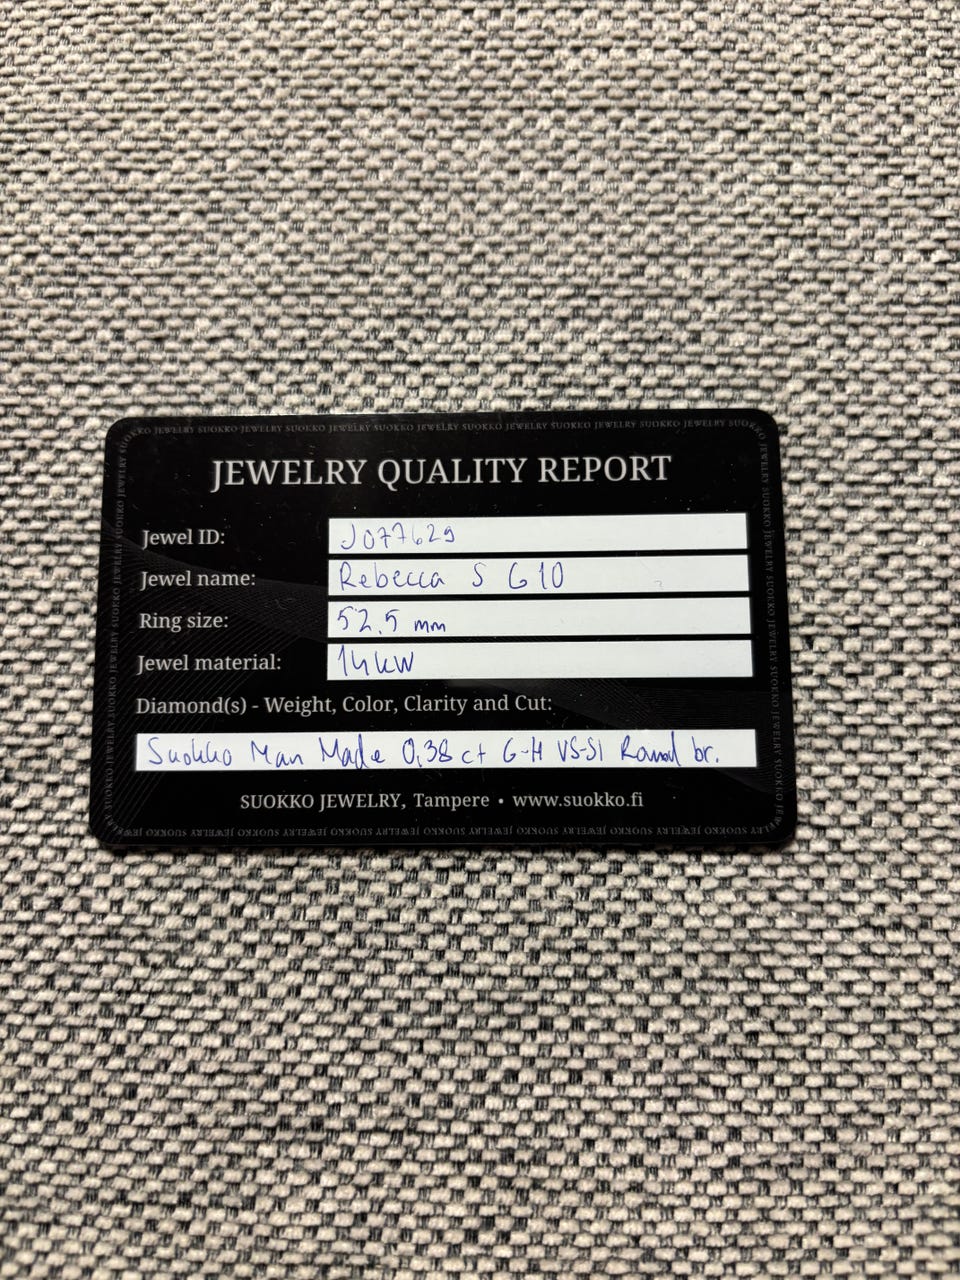 JEWELRY QUALITY REPORT
Jewel ID: J077629
Jewel name: Rebecca S G10
Ring size: 52.5 mm
Jewel material: 14kW
Diamond(s) - Weight, Color, Clarity and Cut:
Suokko Man Made 0,38 ct G-H VS-SI Round br.
SUOKKO JEWELRY, Tampere • www.suokko.fi